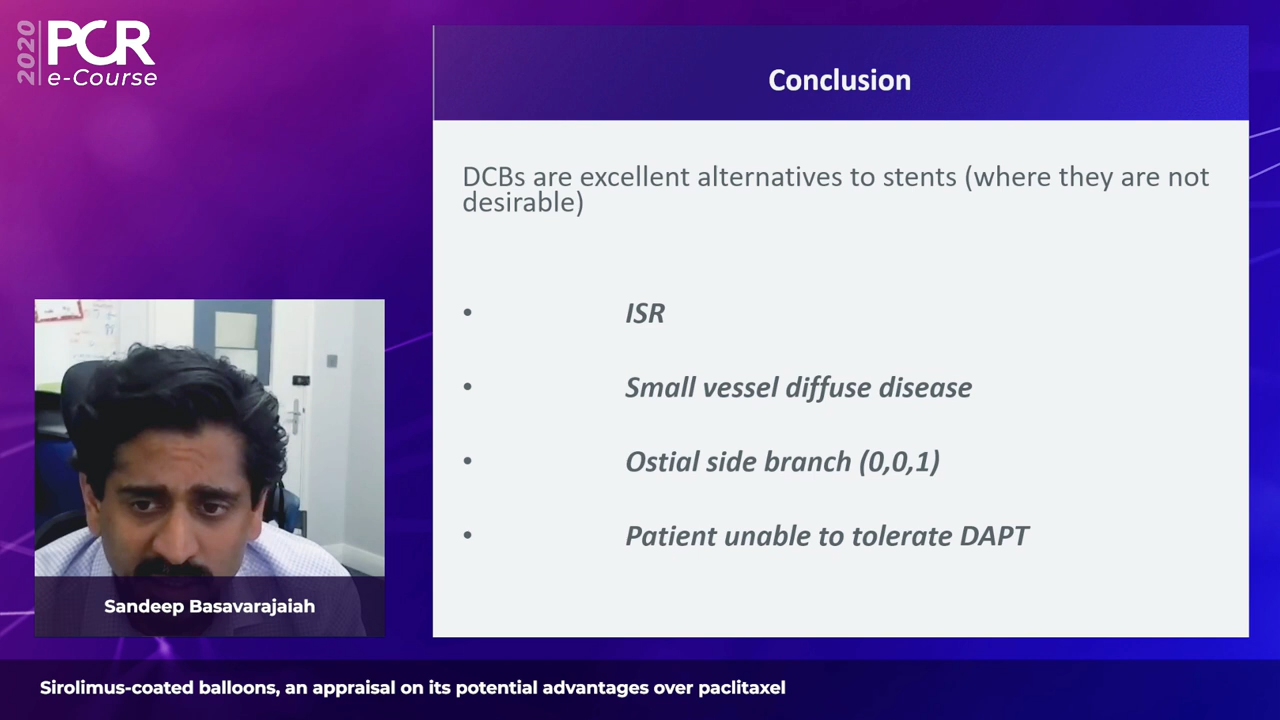 2020
PCR
e-Course
Conclusion
DCBs are excellent alternatives to stents (where they are not
desirable)
• ISR
• Small vessel diffuse disease
• Ostial side branch (0,0,1)
• Patient unable to tolerate DAPT
Sandeep Basavarajaiah
Sirolimus-coated balloons, an appraisal on its potential advantages over paclitaxel